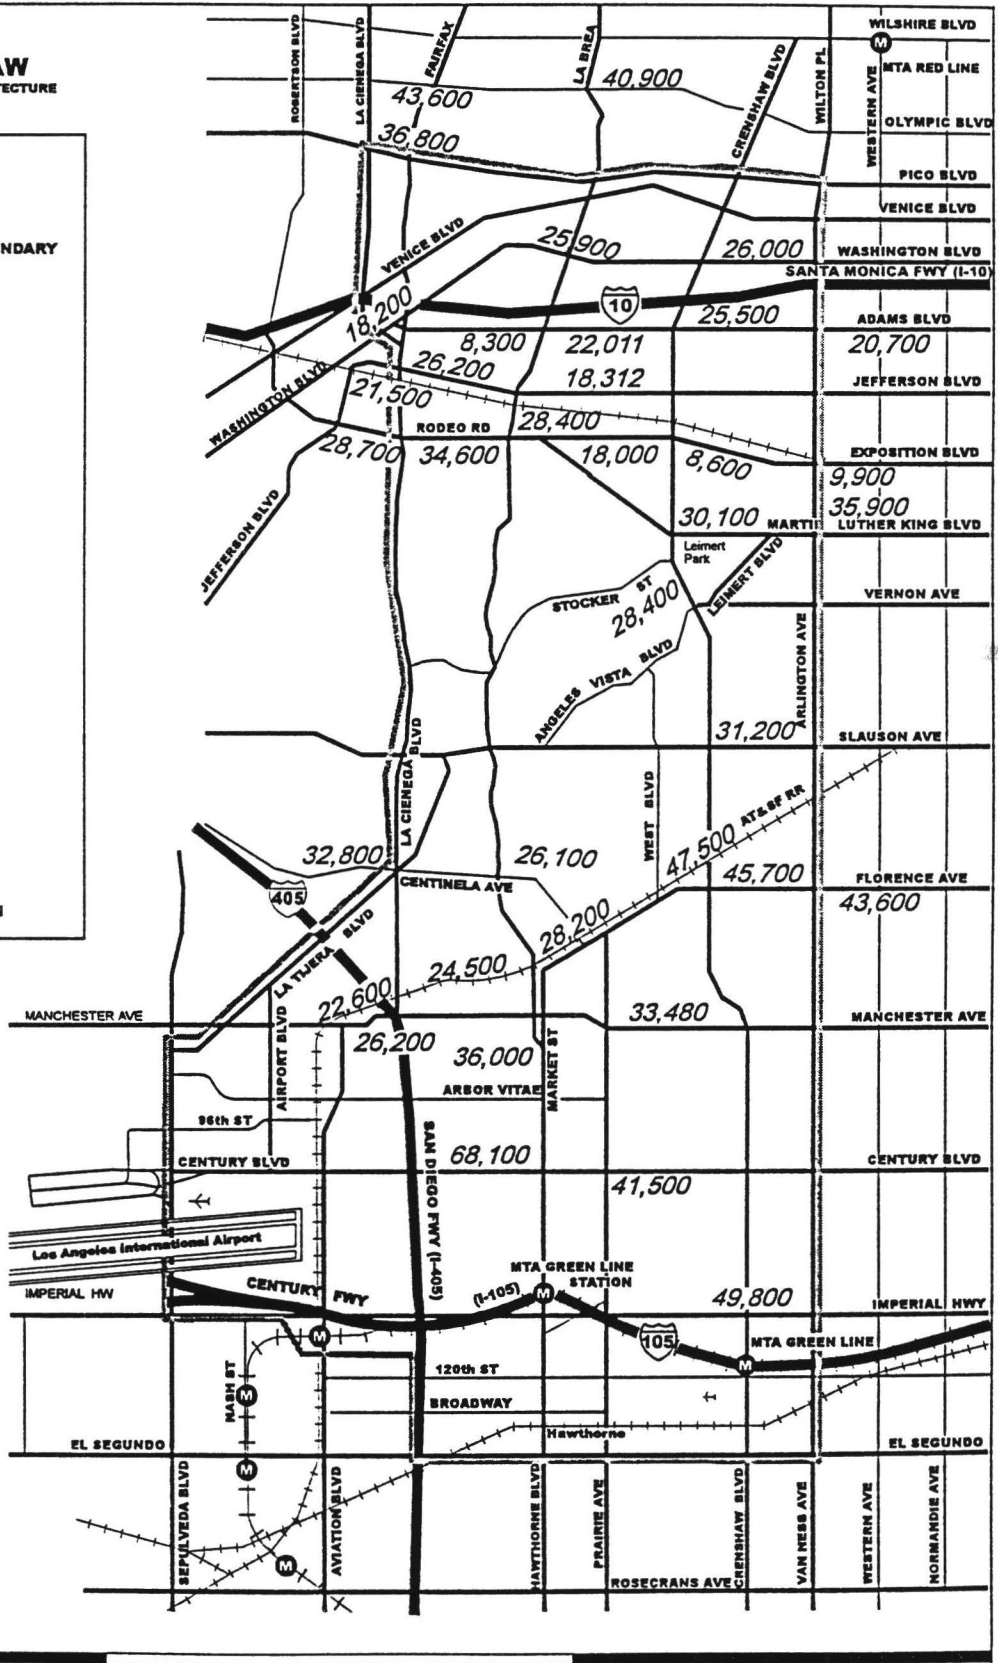 AW
TECTURE
NDARY
ROBERTSON BLVD
LA CIENEGA BLVD
FAIRFAX
LA BREA
CRENSHAW BLVD
WILTON PL
WESTERN AVE
WILSHIRE BLVD
M
MTA RED LINE
40,900
43,600
OLYMPIC BLVD
36,800
PICO BLVD
VENICE BLVD
VENICE BLVD
25,900
26,000
WASHINGTON BLVD
SANTA MONICA FWY (I-10)
10
18,200
25,500
ADAMS BLVD
8,300
22,011
20,700
26,200
18,312
JEFFERSON BLVD
WASHINGTON BLVD
21,500
RODEO RD
28,400
28,700
34,600
18,000
8,600
EXPOSITION BLVD
9,900
35,900
JEFFERSON BLVD
30,100
MARTI LUTHER KING BLVD
Leimert
Park
LEIMERT BLVD
STOCKER ST
28,400
VERNON AVE
ANGELES VISTA BLVD
ARLINGTON AVE
31,200
SLAUSON AVE
LA CIENEGA BLVD
WEST BLVD
AT&SF RR
47,500
32,800
26,100
45,700
CENTINELA AVE
FLORENCE AVE
43,600
405
LA TIJERA BLVD
28,200
24,500
22,600
MANCHESTER AVE
33,480
MANCHESTER AVE
26,200
36,000
AIRPORT BLVD
MARKET ST
ARBOR VITAE
96th ST
CENTURY BLVD
68,100
CENTURY BLVD
41,500
SAN DIEGO FWY (I-405)
Los Angeles International Airport
MTA GREEN LINE
STATION
IMPERIAL HW
CENTURY FWY
(I-105)
M
49,800
IMPERIAL HWY
M
105
MTA GREEN LINE
M
120th ST
NASH ST
M
BROADWAY
Hawthorne
EL SEGUNDO
EL SEGUNDO
M
SEPULVEDA BLVD
AVIATION BLVD
HAWTHORNE BLVD
PRAIRIE AVE
CRENSHAW BLVD
VAN NESS AVE
WESTERN AVE
NORMANDIE AVE
M
ROSECRANS AVE